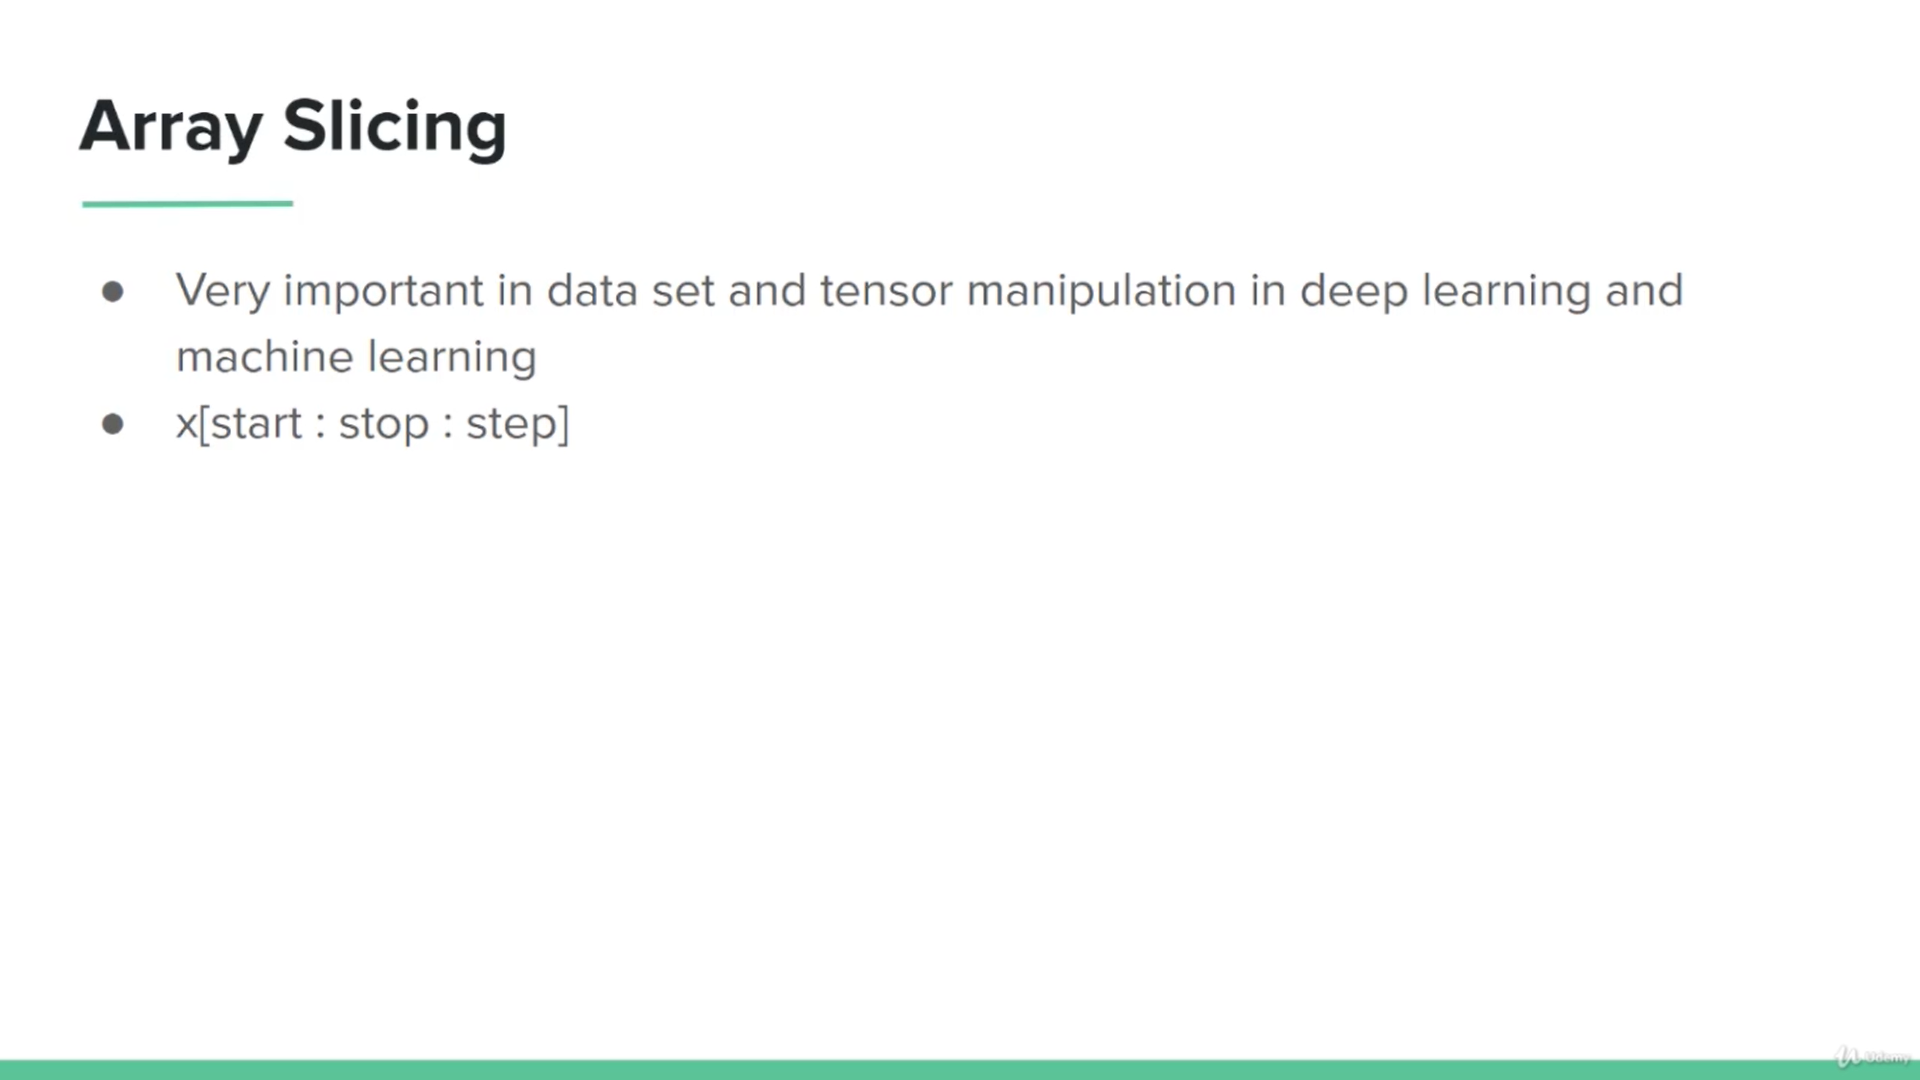 Array Slicing
● Very important in data set and tensor manipulation in deep learning and
machine learning
● x[start : stop : step]
Udemy